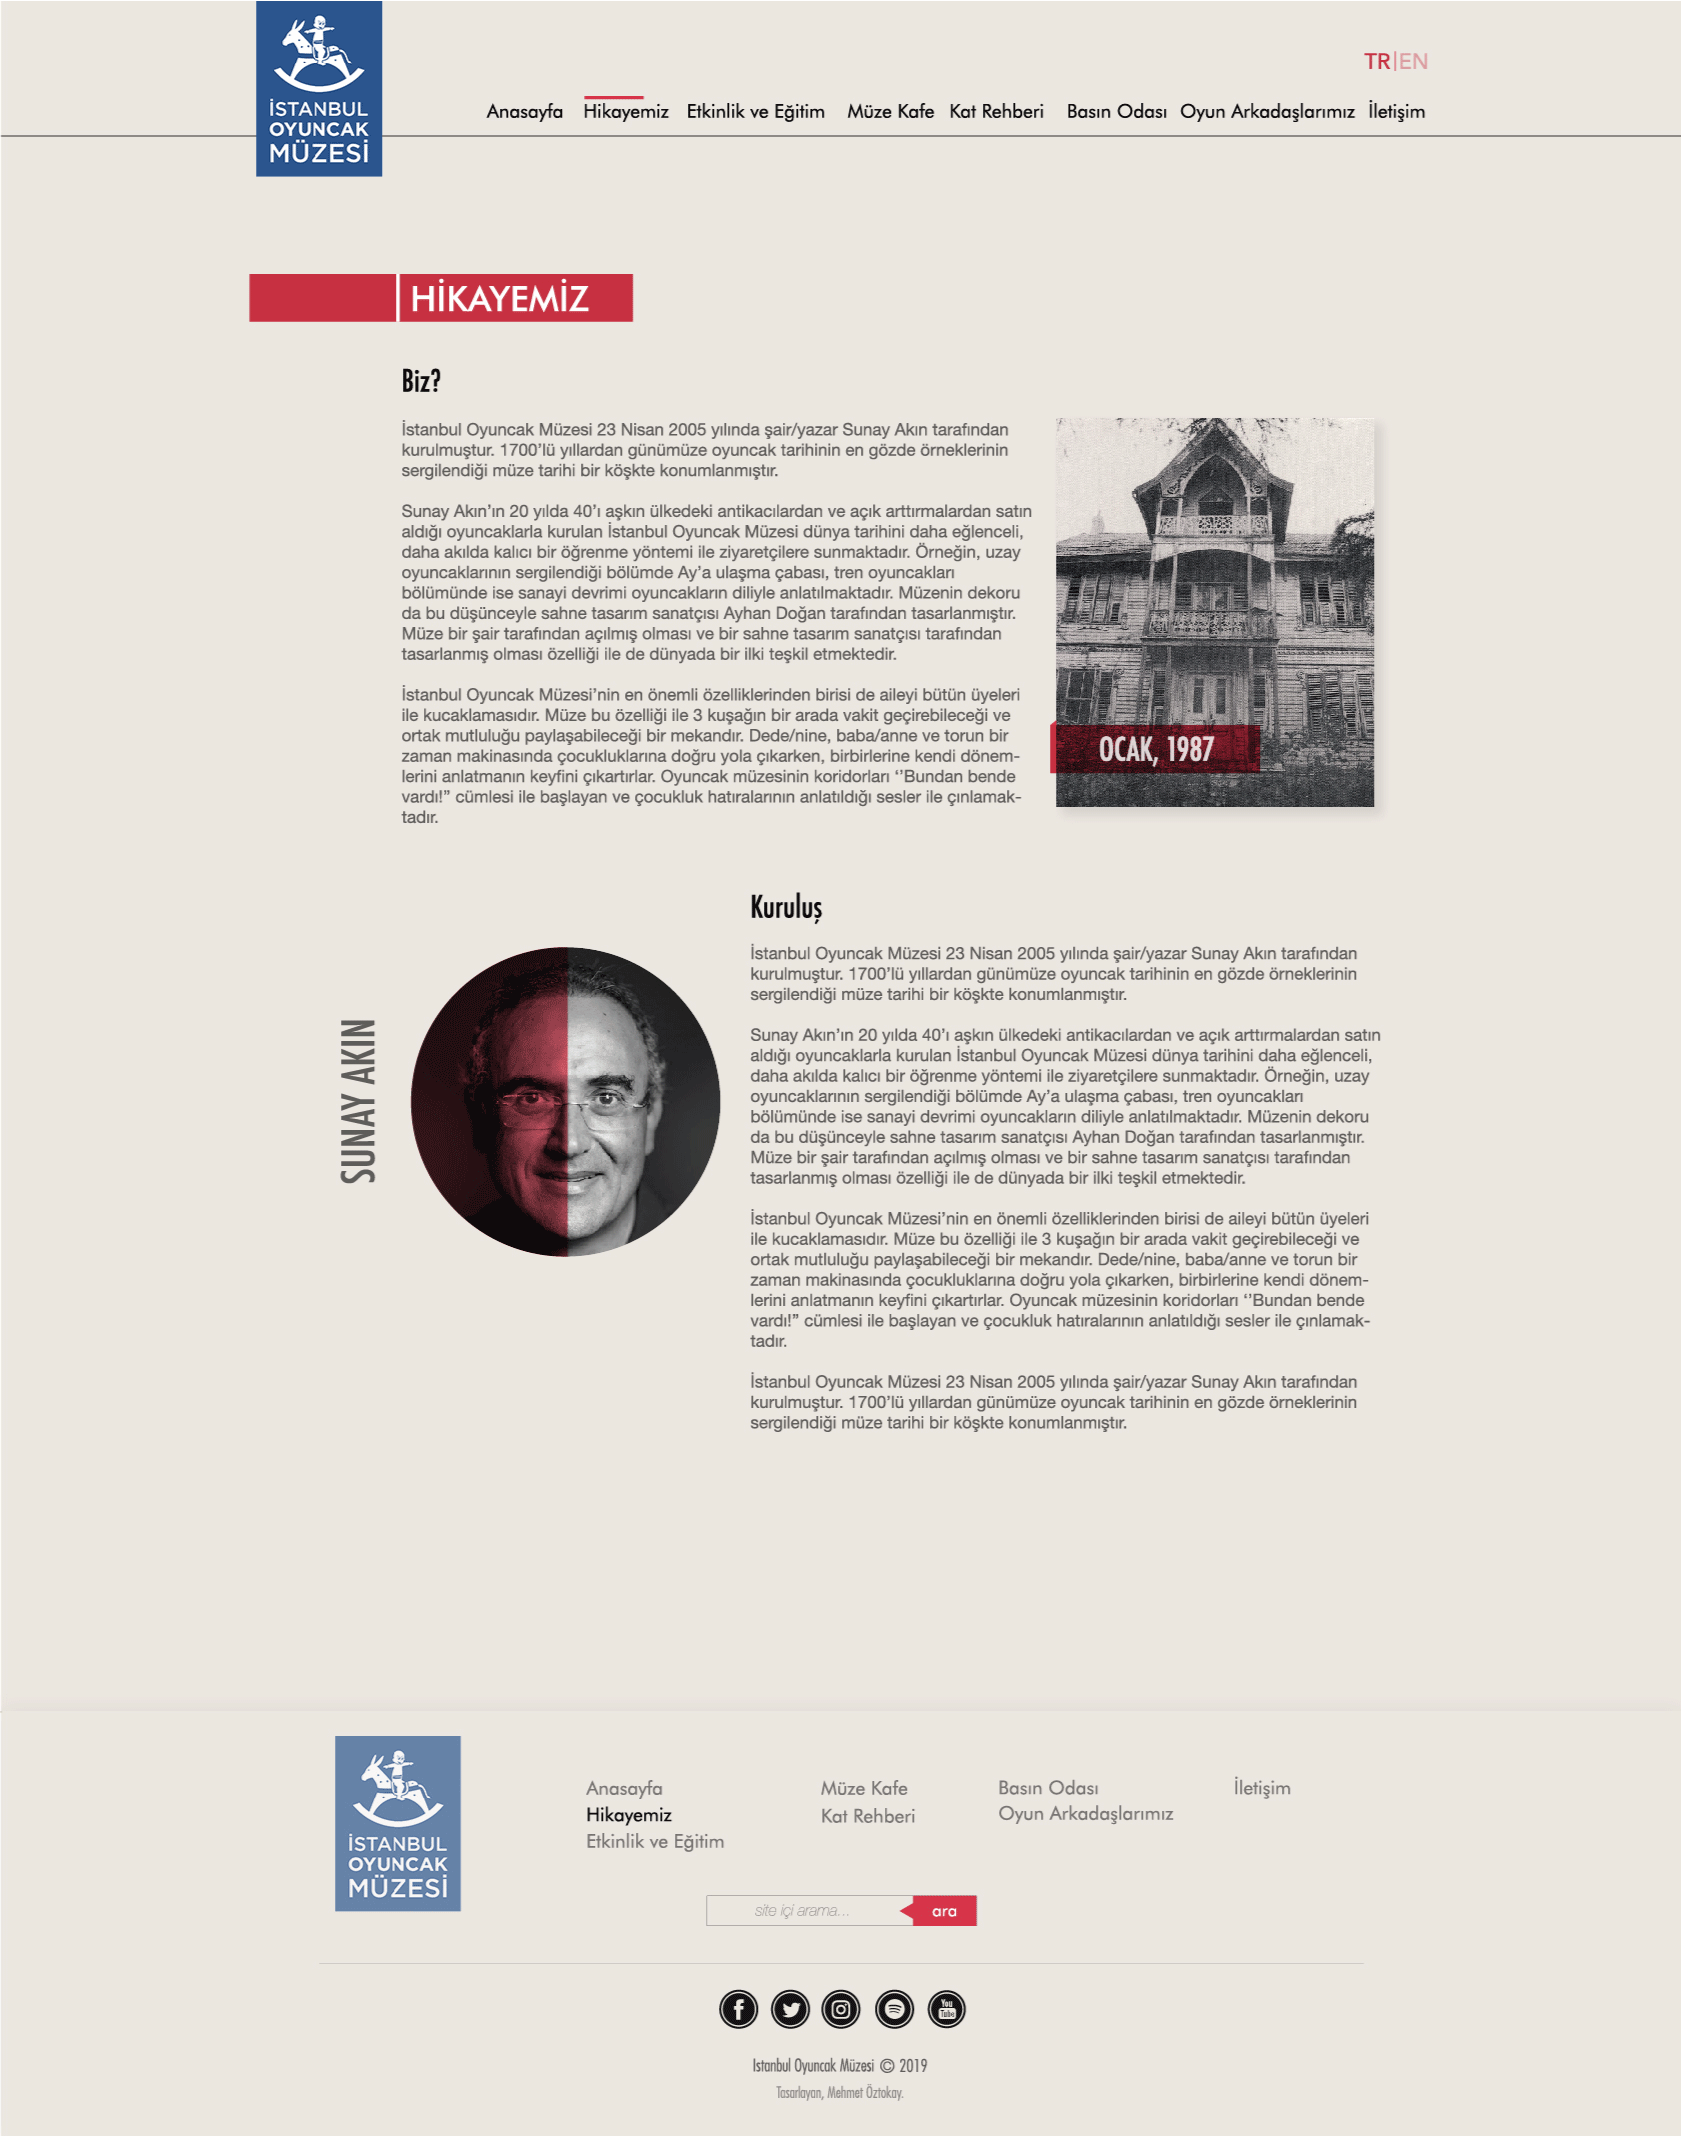 İSTANBUL
OYUNCAK
MÜZESİ
TR|EN
Anasayfa Hikayemiz Etkinlik ve Eğitim Müze Kafe Kat Rehberi Basın Odası Oyun Arkadaşlarımız İletişim
HİKAYEMİZ
Biz?
İstanbul Oyuncak Müzesi 23 Nisan 2005 yılında şair/yazar Sunay Akın tarafından
kurulmuştur. 1700’lü yıllardan günümüze oyuncak tarihinin en gözde örneklerinin
sergilendiği müze tarihi bir köşkte konumlanmıştır.
Sunay Akın’ın 20 yılda 40’ı aşkın ülkedeki antikacılardan ve açık arttırmalardan satın
aldığı oyuncaklarla kurulan İstanbul Oyuncak Müzesi dünya tarihini daha eğlenceli,
daha akılda kalıcı bir öğrenme yöntemi ile ziyaretçilere sunmaktadır. Örneğin, uzay
oyuncaklarının sergilendiği bölümde Ay’a ulaşma çabası, tren oyuncakları
bölümünde ise sanayi devrimi oyuncakların diliyle anlatılmaktadır. Müzenin dekoru
da bu düşünceyle sahne tasarım sanatçısı Ayhan Doğan tarafından tasarlanmıştır.
Müze bir şair tarafından açılmış olması ve bir sahne tasarım sanatçısı tarafından
tasarlanmış olması özelliği ile de dünyada bir ilki teşkil etmektedir.
İstanbul Oyuncak Müzesi’nin en önemli özelliklerinden birisi de aileyi bütün üyeleri
ile kucaklamasıdır. Müze bu özelliği ile 3 kuşağın bir arada vakit geçirebileceği ve
ortak mutluluğu paylaşabileceği bir mekandır. Dede/nine, baba/anne ve torun bir
zaman makinasında çocukluklarına doğru yola çıkarken, birbirlerine kendi dönem-
lerini anlatmanın keyfini çıkartırlar. Oyuncak müzesinin koridorları ‘’Bundan bende
vardı!” cümlesi ile başlayan ve çocukluk hatıralarının anlatıldığı sesler ile çınlamak-
tadır.
OCAK, 1987
Kuruluş
SUNAY AKIN
İstanbul Oyuncak Müzesi 23 Nisan 2005 yılında şair/yazar Sunay Akın tarafından
kurulmuştur. 1700’lü yıllardan günümüze oyuncak tarihinin en gözde örneklerinin
sergilendiği müze tarihi bir köşkte konumlanmıştır.
Sunay Akın’ın 20 yılda 40’ı aşkın ülkedeki antikacılardan ve açık arttırmalardan satın
aldığı oyuncaklarla kurulan İstanbul Oyuncak Müzesi dünya tarihini daha eğlenceli,
daha akılda kalıcı bir öğrenme yöntemi ile ziyaretçilere sunmaktadır. Örneğin, uzay
oyuncaklarının sergilendiği bölümde Ay’a ulaşma çabası, tren oyuncakları
bölümünde ise sanayi devrimi oyuncakların diliyle anlatılmaktadır. Müzenin dekoru
da bu düşünceyle sahne tasarım sanatçısı Ayhan Doğan tarafından tasarlanmıştır.
Müze bir şair tarafından açılmış olması ve bir sahne tasarım sanatçısı tarafından
tasarlanmış olması özelliği ile de dünyada bir ilki teşkil etmektedir.
İstanbul Oyuncak Müzesi’nin en önemli özelliklerinden birisi de aileyi bütün üyeleri
ile kucaklamasıdır. Müze bu özelliği ile 3 kuşağın bir arada vakit geçirebileceği ve
ortak mutluluğu paylaşabileceği bir mekandır. Dede/nine, baba/anne ve torun bir
zaman makinasında çocukluklarına doğru yola çıkarken, birbirlerine kendi dönem-
lerini anlatmanın keyfini çıkartırlar. Oyuncak müzesinin koridorları ‘’Bundan bende
vardı!” cümlesi ile başlayan ve çocukluk hatıralarının anlatıldığı sesler ile çınlamak-
tadır.
İstanbul Oyuncak Müzesi 23 Nisan 2005 yılında şair/yazar Sunay Akın tarafından
kurulmuştur. 1700’lü yıllardan günümüze oyuncak tarihinin en gözde örneklerinin
sergilendiği müze tarihi bir köşkte konumlanmıştır.
İSTANBUL
OYUNCAK
MÜZESİ
Anasayfa
Hikayemiz
Etkinlik ve Eğitim
Müze Kafe
Kat Rehberi
Basın Odası
Oyun Arkadaşlarımız
İletişim
site içi arama...
ara
You
Tube
Istanbul Oyuncak Müzesi © 2019
Tasarlayan, Mehmet Öztokay.